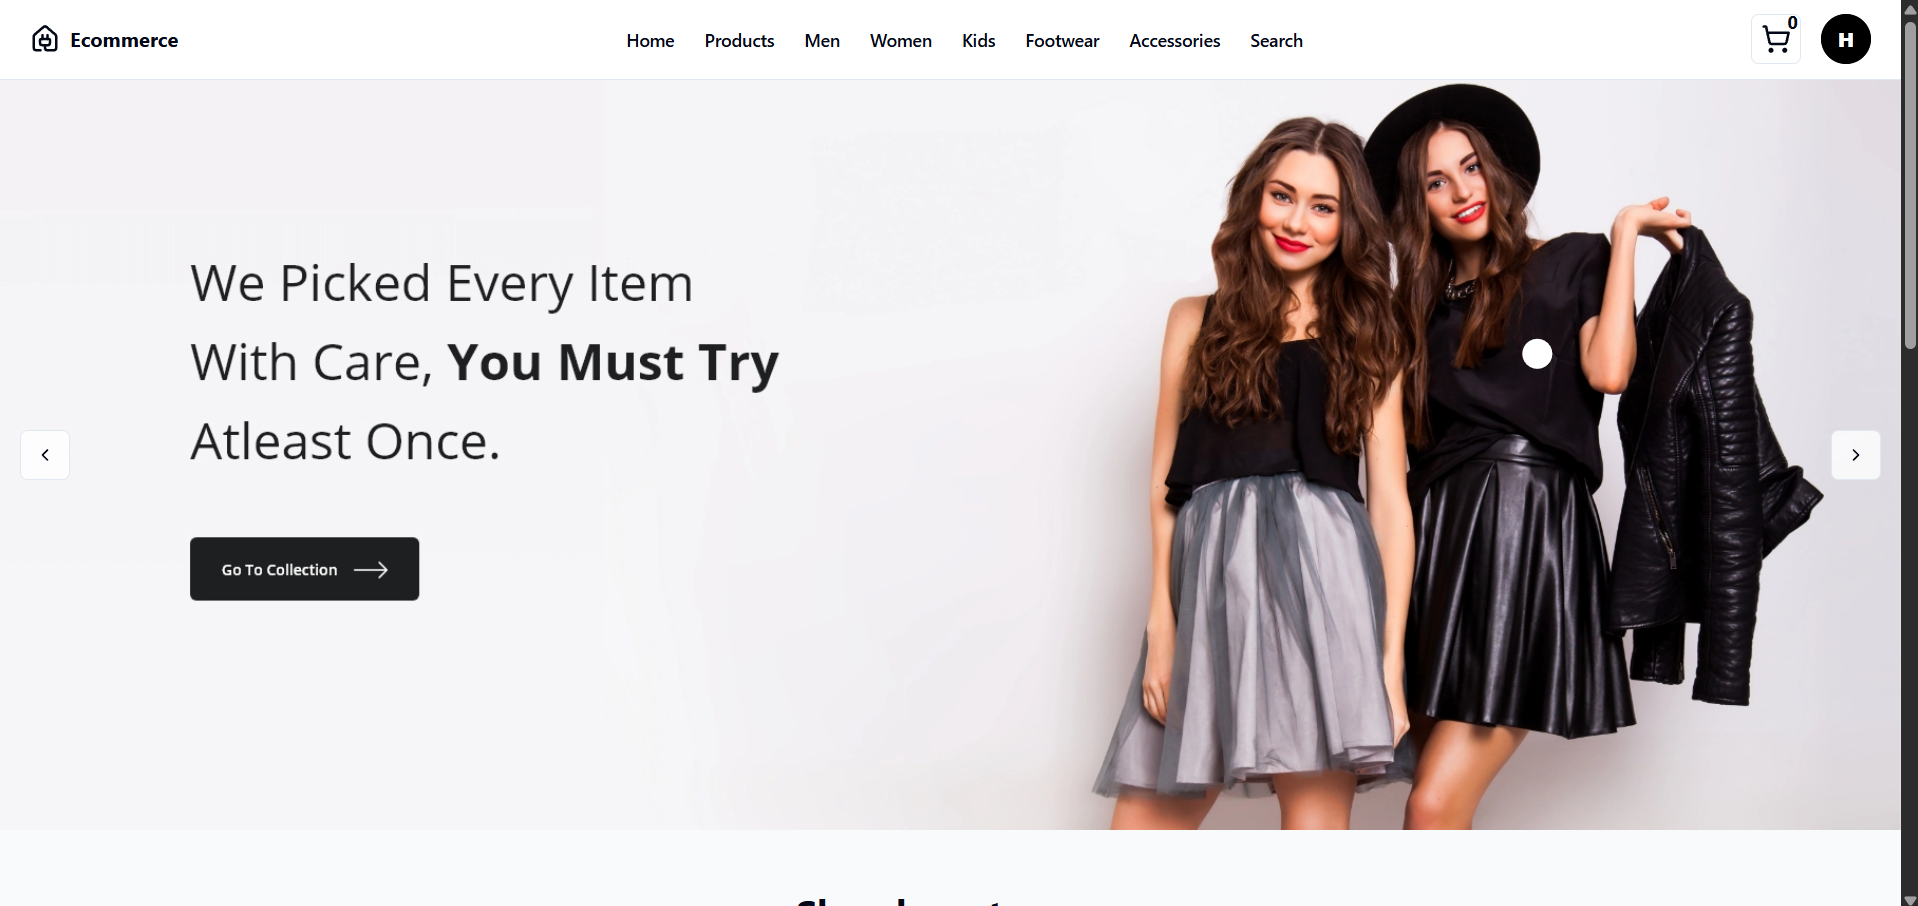 Ecommerce
Home Products Men Women Kids Footwear Accessories Search
0
H
We Picked Every Item
With Care, You Must Try
Atleast Once.
Go To Collection